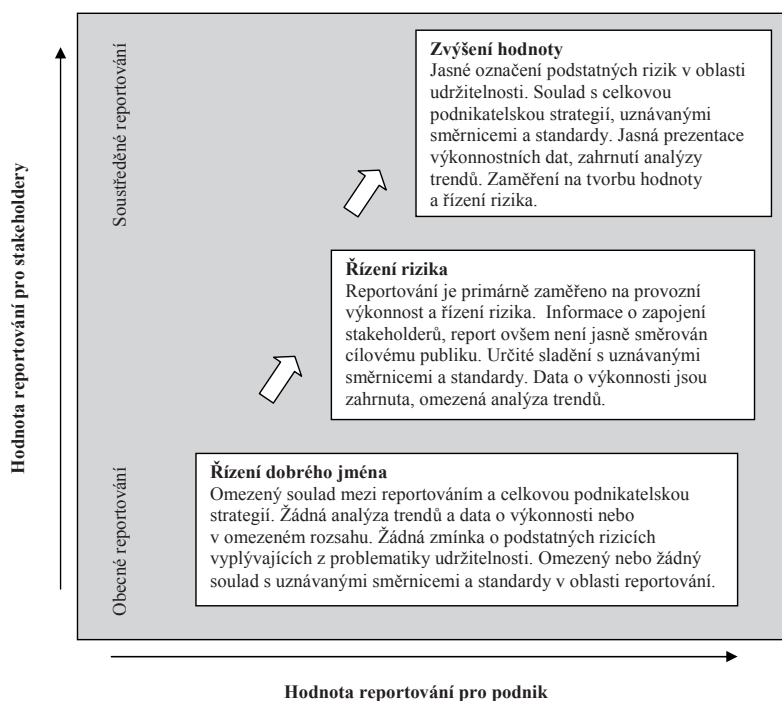 Hodnota reportování pro stakeholdery
Soustředěné reportování
Zvýšení hodnoty
Jasné označení podstatných rizik v oblasti
udržitelnosti. Soulad s celkovou
podnikatelskou strategií, uznávanými
směrnicemi a standardy. Jasná prezentace
výkonnostních dat, zahrnutí analýzy
trendů. Zaměření na tvorbu hodnoty
a řízení rizika.
Řízení rizika
Reportování je primárně zaměřeno na provozní
výkonnost a řízení rizika.  Informace o zapojení
stakeholderů, report ovšem není jasně směrován
cílovému publiku. Určité sladění s uznávanými
směrnicemi a standardy. Data o výkonnosti jsou
zahrnuta, omezená analýza trendů.
Obecné reportování
Řízení dobrého jména
Omezený soulad mezi reportováním a celkovou podnikatelskou
strategií. Žádná analýza trendů a data o výkonnosti nebo
v omezeném rozsahu. Žádná zmínka o podstatných rizicích
vyplývajících z problematiky udržitelnosti. Omezený nebo žádný
soulad s uznávanými směrnicemi a standardy v oblasti reportování.
Hodnota reportování pro podnik